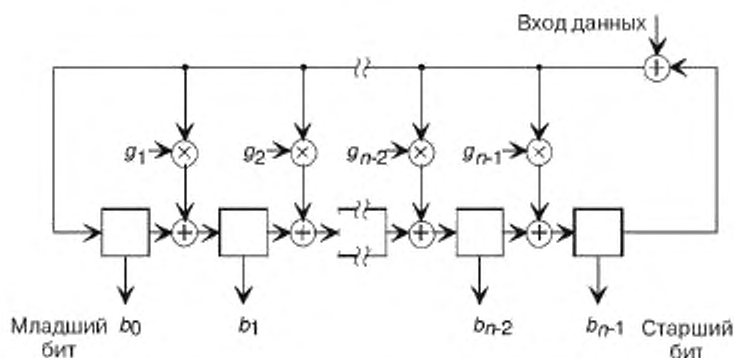 Вход данных
+
g1 × g2 × gn-2 × gn-1 ×
+ + + +
Младший бит b0 b1 bn-2 bn-1 Старший бит